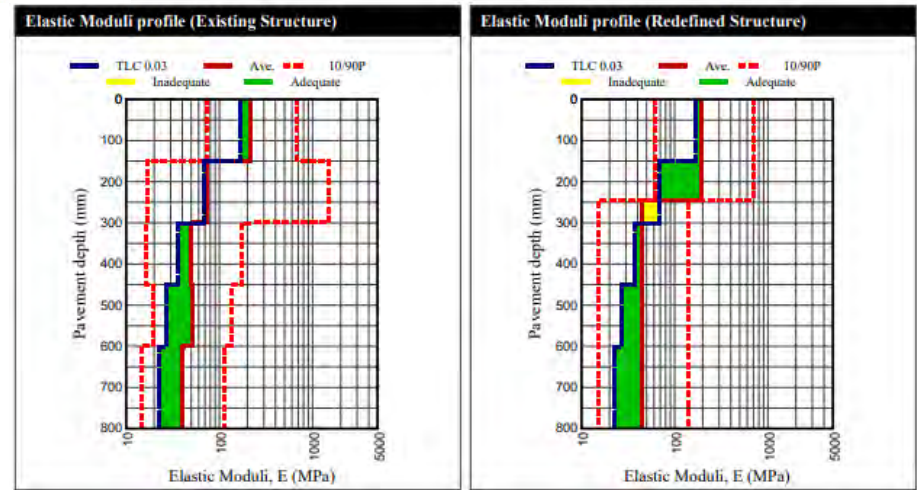 Elastic Moduli profile (Existing Structure)
TLC 0.03 Ave. 10/90P
Inadequate Adequate
0
100
200
300
400
500
600
700
800
Pavement depth (mm)
10 100 1000 5000
Elastic Moduli, E (MPa)
Elastic Moduli profile (Redefined Structure)
TLC 0.03 Ave. 10/90P
Inadequate Adequate
0
100
200
300
400
500
600
700
800
Pavement depth (mm)
10 100 1000 5000
Elastic Moduli, E (MPa)